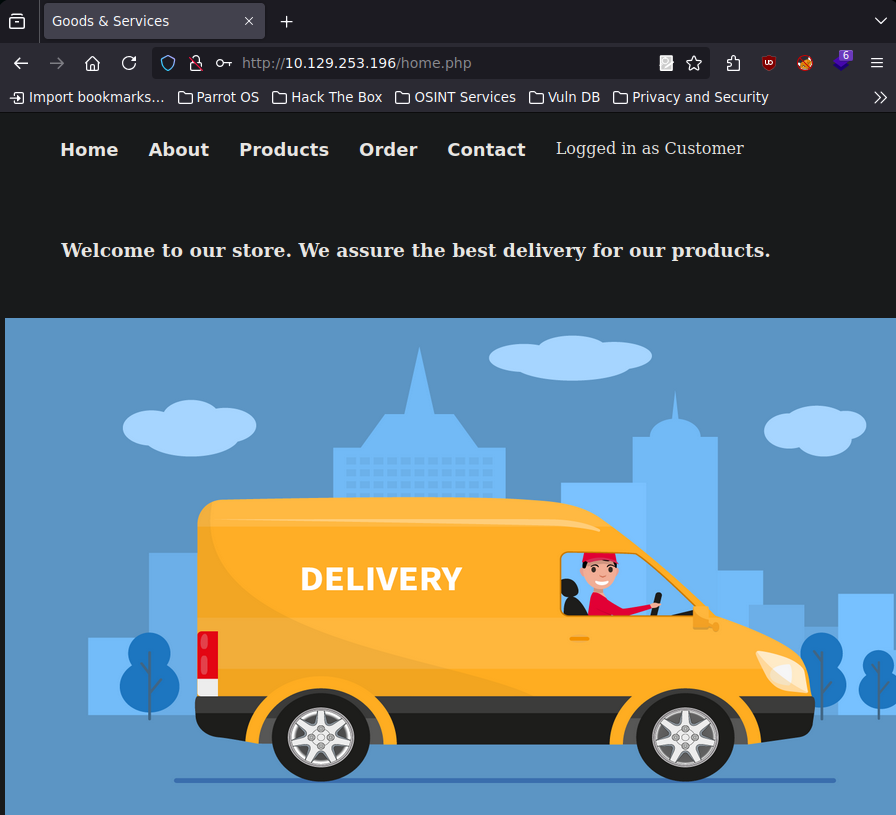 Goods & Services
http://10.129.253.196/home.php
6
Import bookmarks... Parrot OS Hack The Box OSINT Services Vuln DB Privacy and Security
Home About Products Order Contact Logged in as Customer
Welcome to our store. We assure the best delivery for our products.
DELIVERY